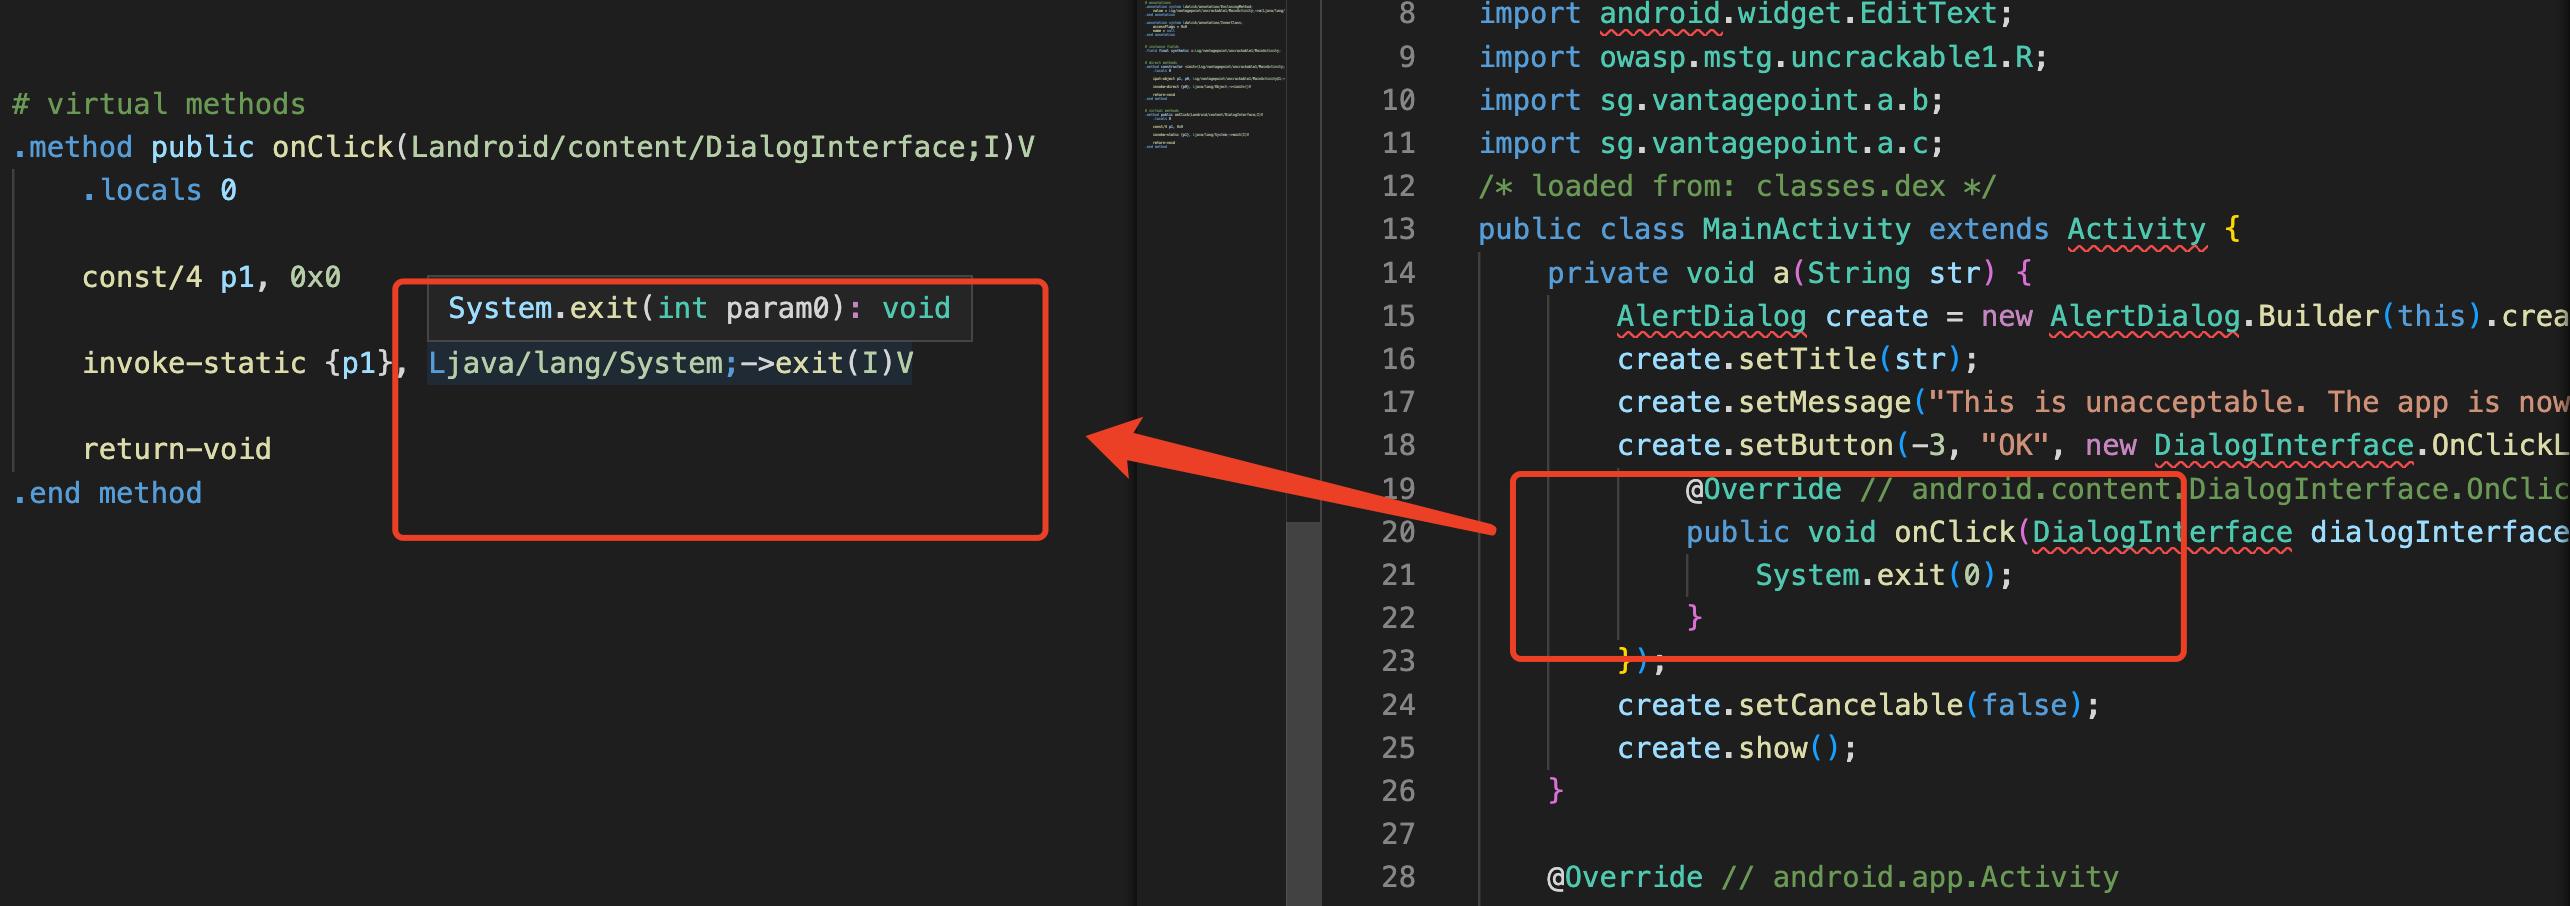 # virtual methods
.method public onClick(Landroid/content/DialogInterface;I)V
.locals 0
const/4 p1, 0x0
System.exit(int param0): void
invoke-static {p1}, Ljava/lang/System;->exit(I)V
return-void
.end method
8 import android.widget.EditText;
9 import owasp.mstg.uncrackable1.R;
10 import sg.vantagepoint.a.b;
11 import sg.vantagepoint.a.c;
12 /* loaded from: classes.dex */
13 public class MainActivity extends Activity {
14 private void a(String str) {
15 AlertDialog create = new AlertDialog.Builder(this).crea
16 create.setTitle(str);
17 create.setMessage("This is unacceptable. The app is now
18 create.setButton(-3, "OK", new DialogInterface.OnClickL
19 @Override // android.content.DialogInterface.OnClic
20 public void onClick(DialogInterface dialogInterface
21 System.exit(0);
22 }
23 });
24 create.setCancelable(false);
25 create.show();
26 }
27
28 @Override // android.app.Activity